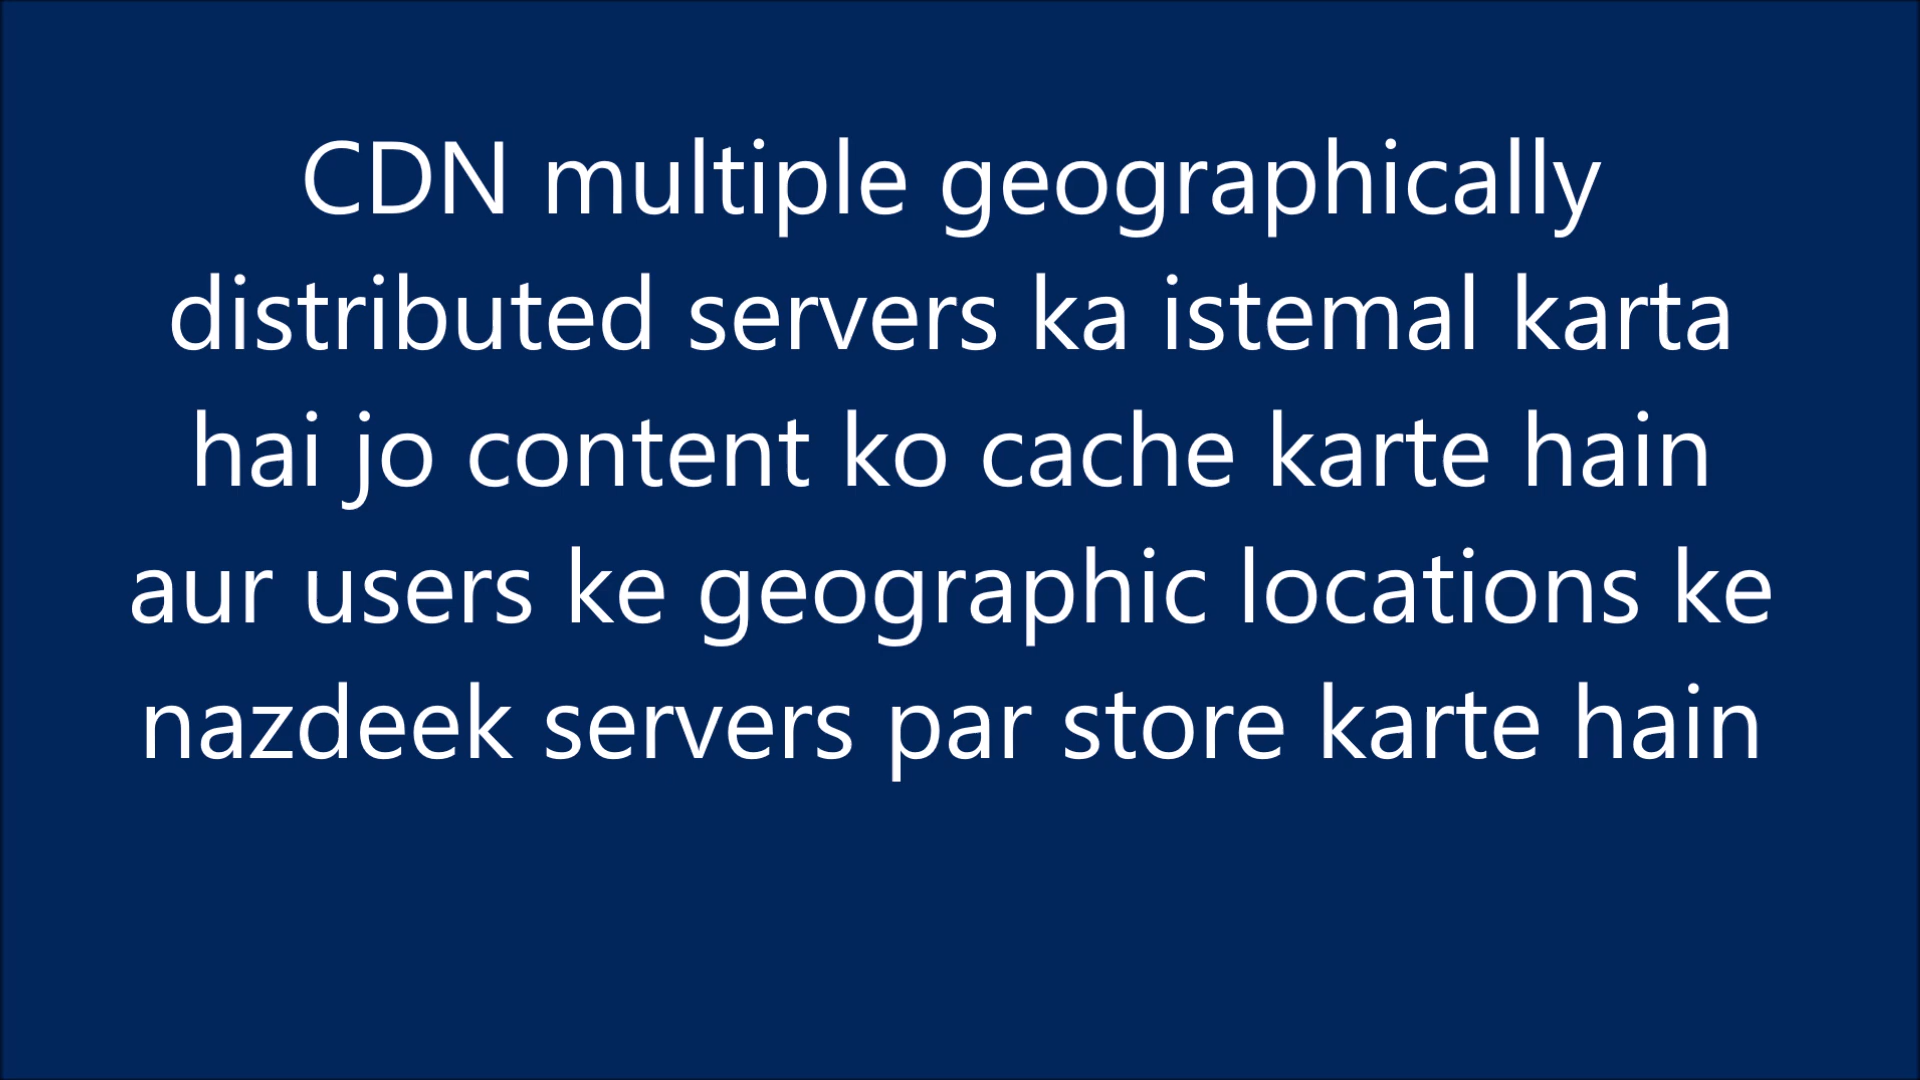 CDN multiple geographically
distributed servers ka istemal karta
hai jo content ko cache karte hain
aur users ke geographic locations ke
nazdeek servers par store karte hain